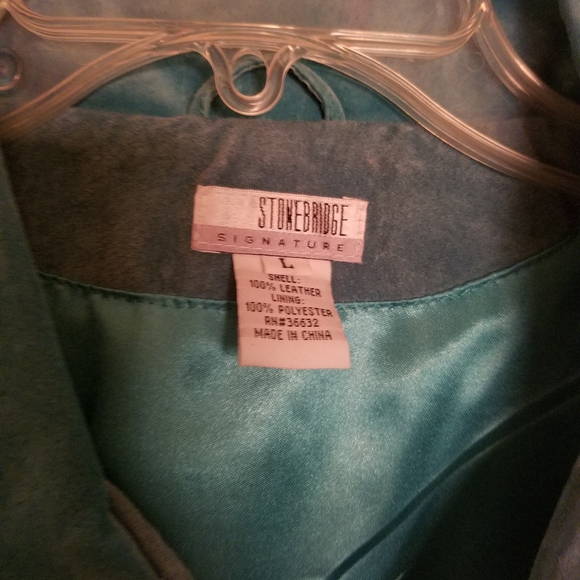 STONEBRIDGE
SIGNATURE
L
SHELL:
100% LEATHER
LINING:
100% POLYESTER
RN#36632
MADE IN CHINA